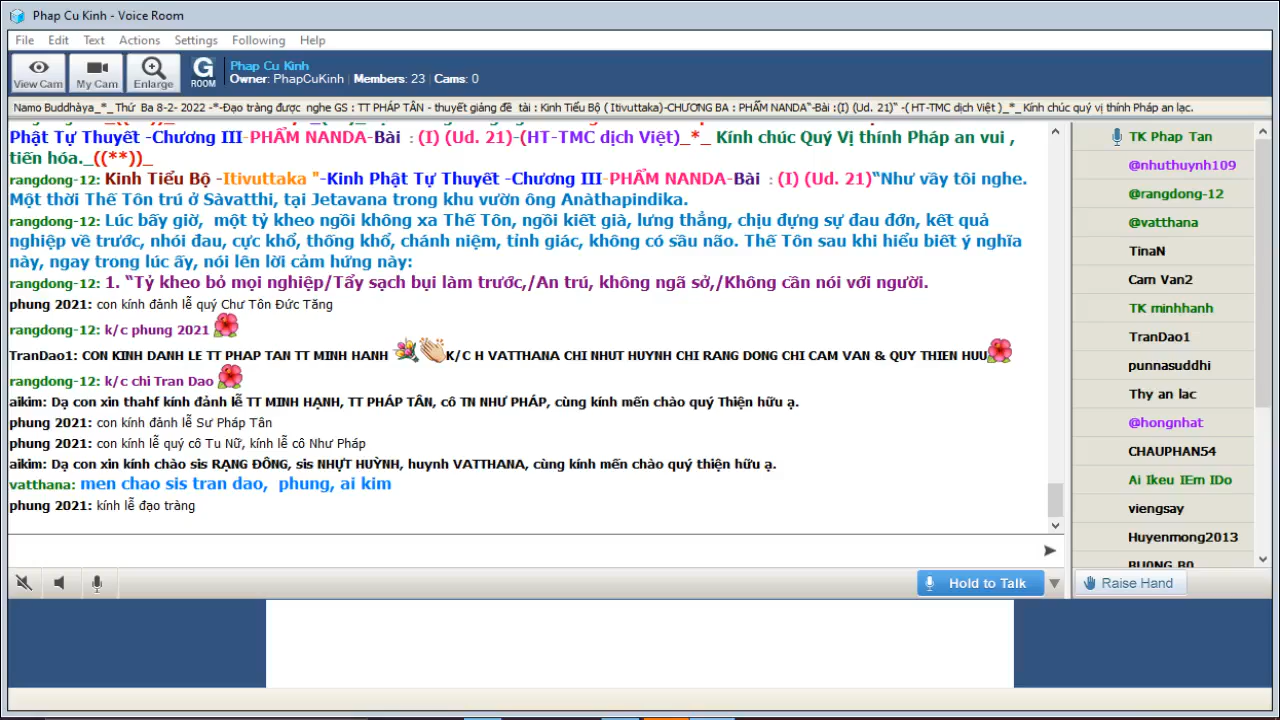 Phap Cu Kinh - Voice Room
File Edit Text Actions Settings Following Help
View Cam My Cam Enlarge G ROOM
Phap Cu Kinh
Owner: PhapCuKinh | Members: 23 | Cams: 0
Namo Buddhàya_*_Thứ Ba 8-2- 2022 -*-Đạo tràng được nghe GS : TT PHÁP TÂN - thuyết giảng đề tài : Kinh Tiểu Bộ ( Itivuttaka)-CHƯƠNG BA : PHẨM NANDA"-Bài :(I) (Ud. 21)" -( HT-TMC dịch Việt )_*_ Kính chúc quý vị thính Pháp an lạc.
Phật Tự Thuyết -Chương III-PHẨM NANDA-Bài : (I) (Ud. 21)-(HT-TMC dịch Việt)_*_ Kính chúc Quý Vị thính Pháp an vui ,
tiến hóa._((**))_
rangdong-12: Kinh Tiểu Bộ -Itivuttaka "-Kinh Phật Tự Thuyết -Chương III-PHẨM NANDA-Bài : (I) (Ud. 21)“Như vầy tôi nghe.
Một thời Thế Tôn trú ở Sàvatthi, tại Jetavana trong khu vườn ông Anàthapindika.
rangdong-12: Lúc bấy giờ, một tỷ kheo ngồi không xa Thế Tôn, ngồi kiết già, lưng thẳng, chịu đựng sự đau đớn, kết quả
nghiệp về trước, nhói đau, cực khổ, thống khổ, chánh niệm, tỉnh giác, không có sầu não. Thế Tôn sau khi hiểu biết ý nghĩa
này, ngay trong lúc ấy, nói lên lời cảm hứng này:
rangdong-12: 1. “Tỷ kheo bỏ mọi nghiệp/Tẩy sạch bụi làm trước,/An trú, không ngã sở,/Không cần nói với người.
phung 2021: con kính đảnh lễ quý Chư Tôn Đức Tăng
rangdong-12: k/c phung 2021
TranDao1: CON KINH DANH LE TT PHAP TAN TT MINH HANH K/C H VATTHANA CHI NHUT HUYNH CHI RANG DONG CHI CAM VAN & QUY THIEN HUU
rangdong-12: k/c chi Tran Dao
aikim: Dạ con xin thahf kính đảnh lễ TT MINH HẠNH, TT PHÁP TÂN, cô TN NHƯ PHÁP, cùng kính mến chào quý Thiện hữu ạ.
phung 2021: con kính đảnh lễ Sư Pháp Tân
phung 2021: con kính lễ quý cô Tu Nữ, kính lễ cô Như Pháp
aikim: Dạ con xin kính chào sis RẠNG ĐÔNG, sis NHỰT HUỲNH, huynh VATTHANA, cùng kính mến chào quý thiện hữu ạ.
vatthana: men chao sis tran dao, phung, ai kim
phung 2021: kính lễ đạo tràng
Hold to Talk
TK Phap Tan
@nhuthuynh109
@rangdong-12
@vatthana
TinaN
Cam Van2
TK minhhanh
TranDao1
punnasuddhi
Thy an lac
@hongnhat
CHAUPHAN54
Ai Ikeu IEm IDo
viengsay
Huyenmong2013
Raise Hand